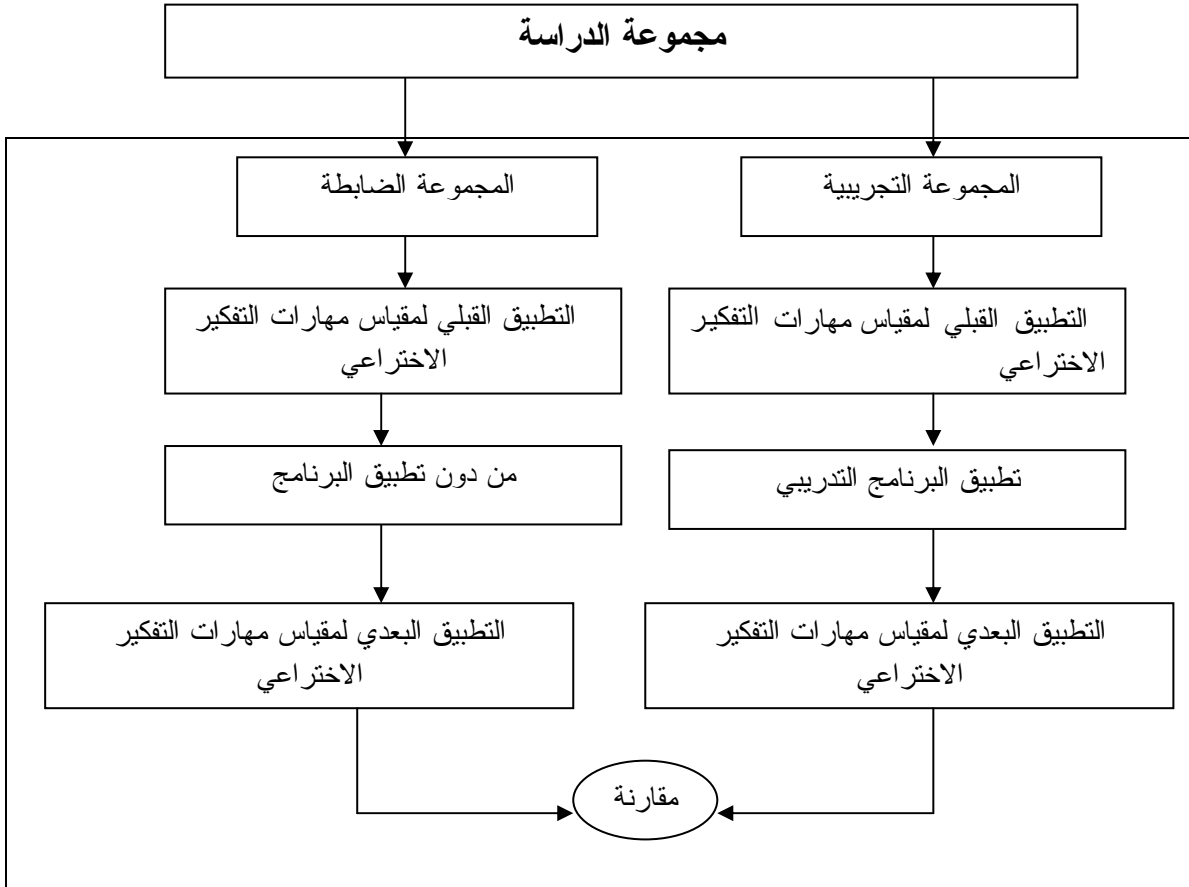 مجموعة الدراسة
المجموعة التجريبية
المجموعة الضابطة
التطبيق القبلي لمقياس مهارات التفكير
الاختراعي
التطبيق القبلي لمقياس مهارات التفكير
الاختراعي
تطبيق البرنامج التدريبي
من دون تطبيق البرنامج
التطبيق البعدي لمقياس مهارات التفكير
الاختراعي
التطبيق البعدي لمقياس مهارات التفكير
الاختراعي
مقارنة